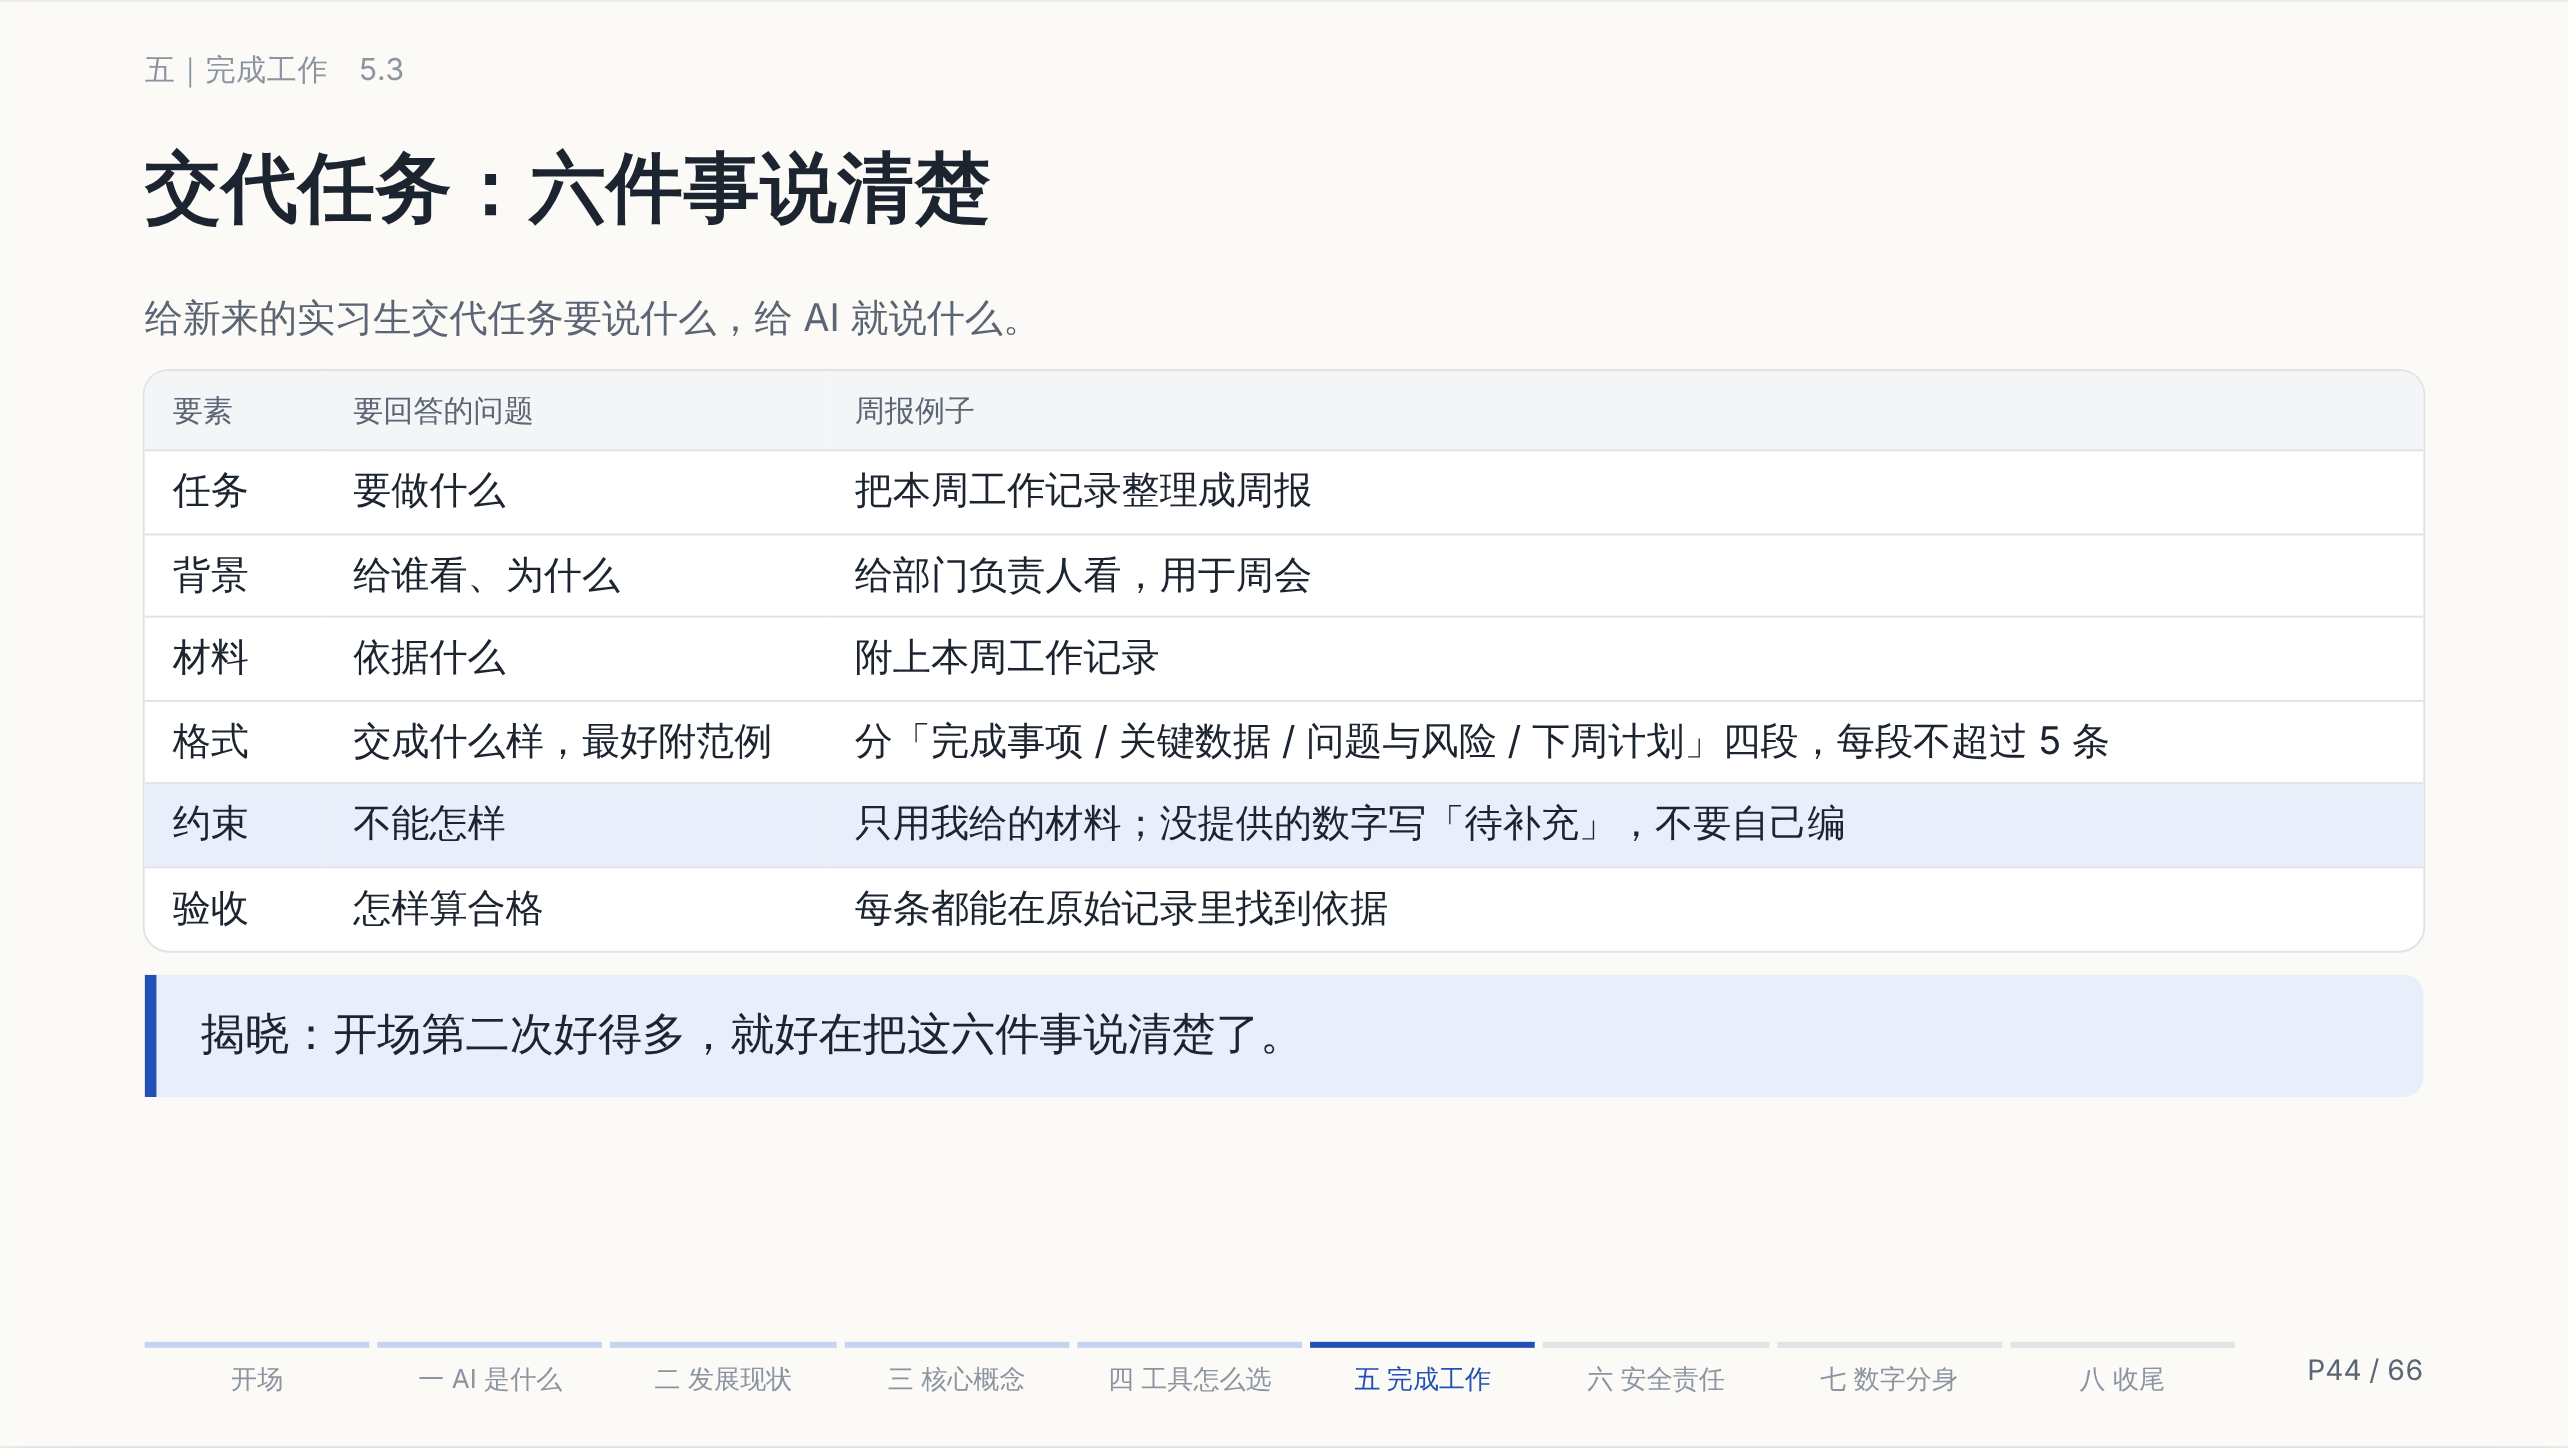 五｜完成工作 5.3
交代任务：六件事说清楚
给新来的实习生交代任务要说什么，给 AI 就说什么。
要素 要回答的问题 周报例子
任务 要做什么 把本周工作记录整理成周报
背景 给谁看、为什么 给部门负责人看，用于周会
材料 依据什么 附上本周工作记录
格式 交成什么样，最好附范例 分「完成事项 / 关键数据 / 问题与风险 / 下周计划」四段，每段不超过 5 条
约束 不能怎样 只用我给的材料；没提供的数字写「待补充」，不要自己编
验收 怎样算合格 每条都能在原始记录里找到依据
揭晓：开场第二次好得多，就好在把这六件事说清楚了。
开场 一 AI 是什么 二 发展现状 三 核心概念 四 工具怎么选 五 完成工作 六 安全责任 七 数字分身 八 收尾 P44 / 66